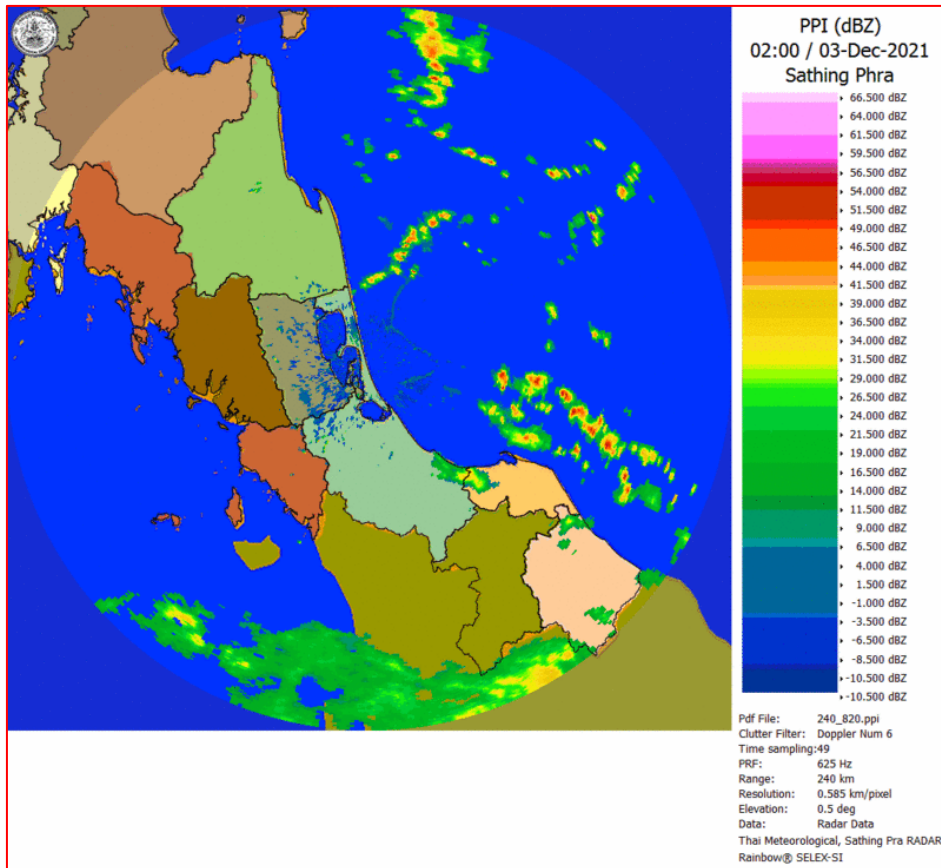 PPI (dBZ)
02:00 / 03-Dec-2021
Sathing Phra
66.500 dBZ
64.000 dBZ
61.500 dBZ
59.500 dBZ
56.500 dBZ
54.000 dBZ
51.500 dBZ
49.000 dBZ
46.500 dBZ
44.000 dBZ
41.500 dBZ
39.000 dBZ
36.500 dBZ
34.000 dBZ
31.500 dBZ
29.000 dBZ
26.500 dBZ
24.000 dBZ
21.500 dBZ
19.000 dBZ
16.500 dBZ
14.000 dBZ
11.500 dBZ
9.000 dBZ
6.500 dBZ
4.000 dBZ
1.500 dBZ
-1.000 dBZ
-3.500 dBZ
-6.500 dBZ
-8.500 dBZ
-10.500 dBZ
-10.500 dBZ
Pdf File: 240_820.ppi
Clutter Filter: Doppler Num 6
Time sampling:49
PRF: 625 Hz
Range: 240 km
Resolution: 0.585 km/pixel
Elevation: 0.5 deg
Data: Radar Data
Thai Meteorological, Sathing Pra RADAR
Rainbow® SELEX-SI